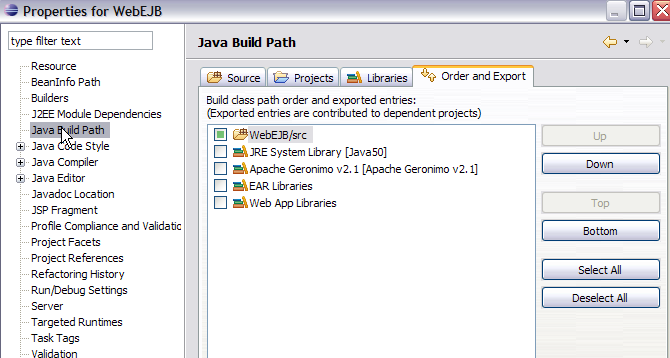 Properties for WebEJB
type filter text
Resource
BeanInfo Path
Builders
J2EE Module Dependencies
Java Build Path
Java Code Style
Java Compiler
Java Editor
Javadoc Location
JSP Fragment
Profile Compliance and Validatio
Project Facets
Project References
Refactoring History
Run/Debug Settings
Server
Targeted Runtimes
Task Tags
Validation
Java Build Path
Source
Projects
Libraries
Order and Export
Build class path order and exported entries:
(Exported entries are contributed to dependent projects)
WebEJB/src
JRE System Library [Java50]
Apache Geronimo v2.1 [Apache Geronimo v2.1]
EAR Libraries
Web App Libraries
Up
Down
Top
Bottom
Select All
Deselect All